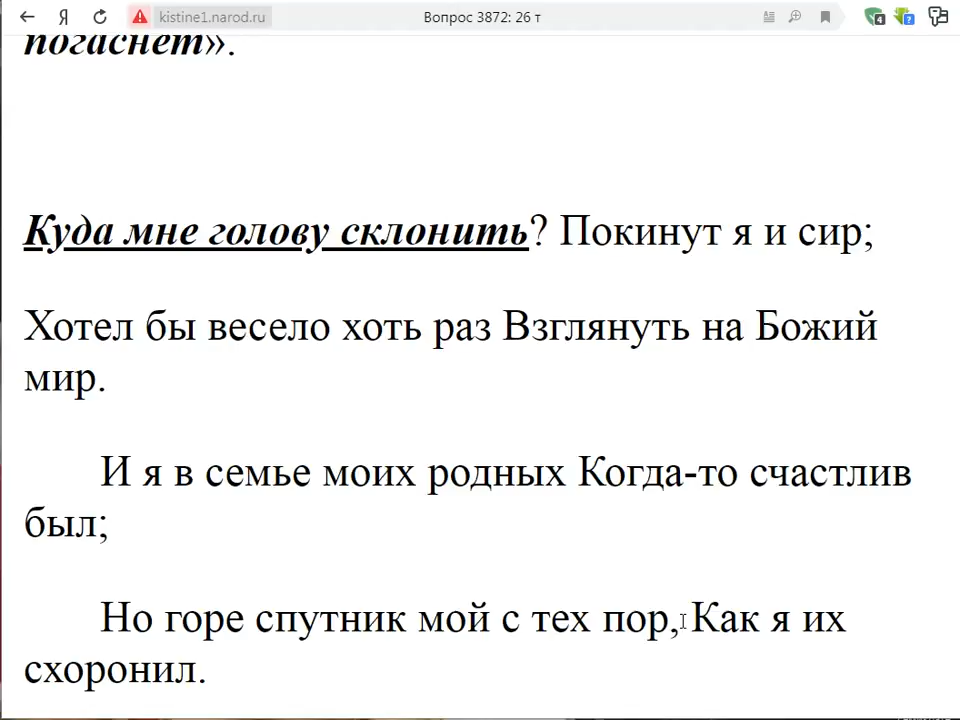 kistine1.narod.ru
Вопрос 3872: 26 т
погаснет».
Куда мне голову склонить? Покинут я и сир;
Хотел бы весело хоть раз Взглянуть на Божий
мир.
И я в семье моих родных Когда-то счастлив
был;
Но горе спутник мой с тех пор, Как я их
схоронил.